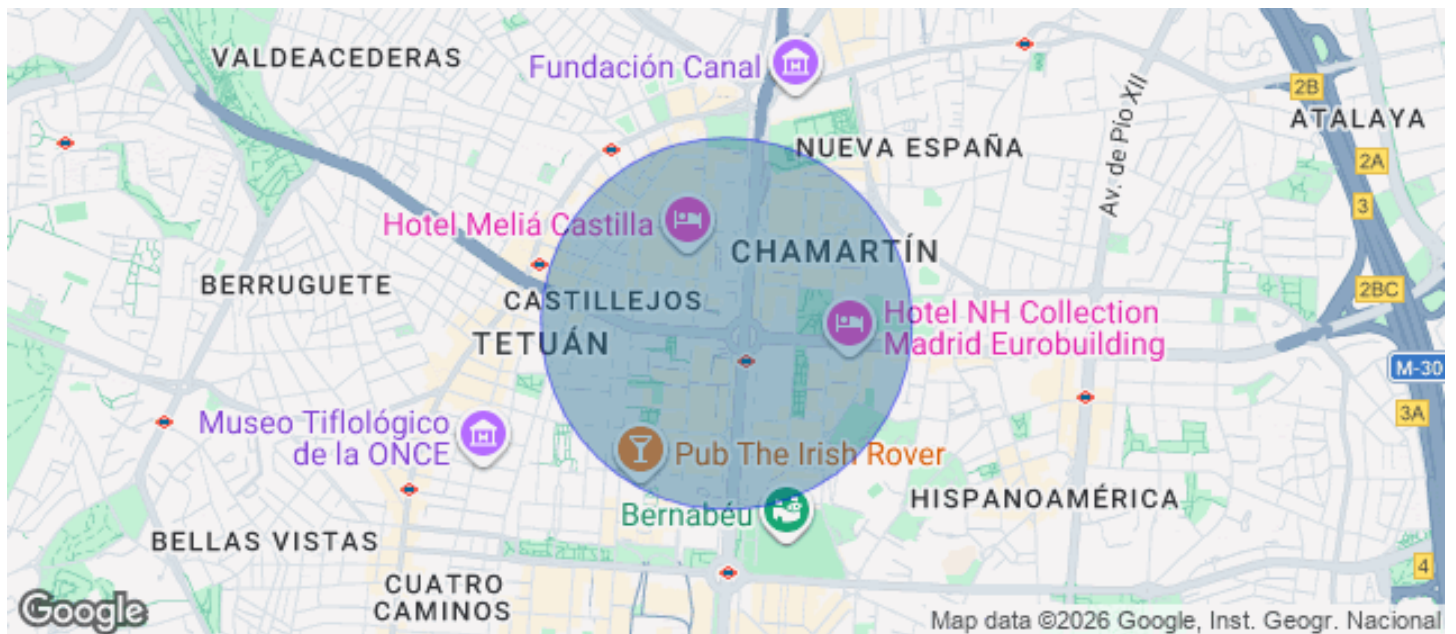 VALDEACEDERAS
Fundación Canal
Av. de Pío XII
2B
ATALAYA
NUEVA ESPAÑA
2A
3
Hotel Meliá Castilla
CHAMARTÍN
BERRUGUETE
CASTILLEJOS
2BC
Hotel NH Collection
Madrid Eurobuilding
TETUÁN
M-30
3A
Museo Tiflológico
de la ONCE
Pub The Irish Rover
HISPANOAMÉRICA
Bernabéu
BELLAS VISTAS
4
CUATRO
CAMINOS
Google
Map data ©2026 Google, Inst. Geogr. Nacional